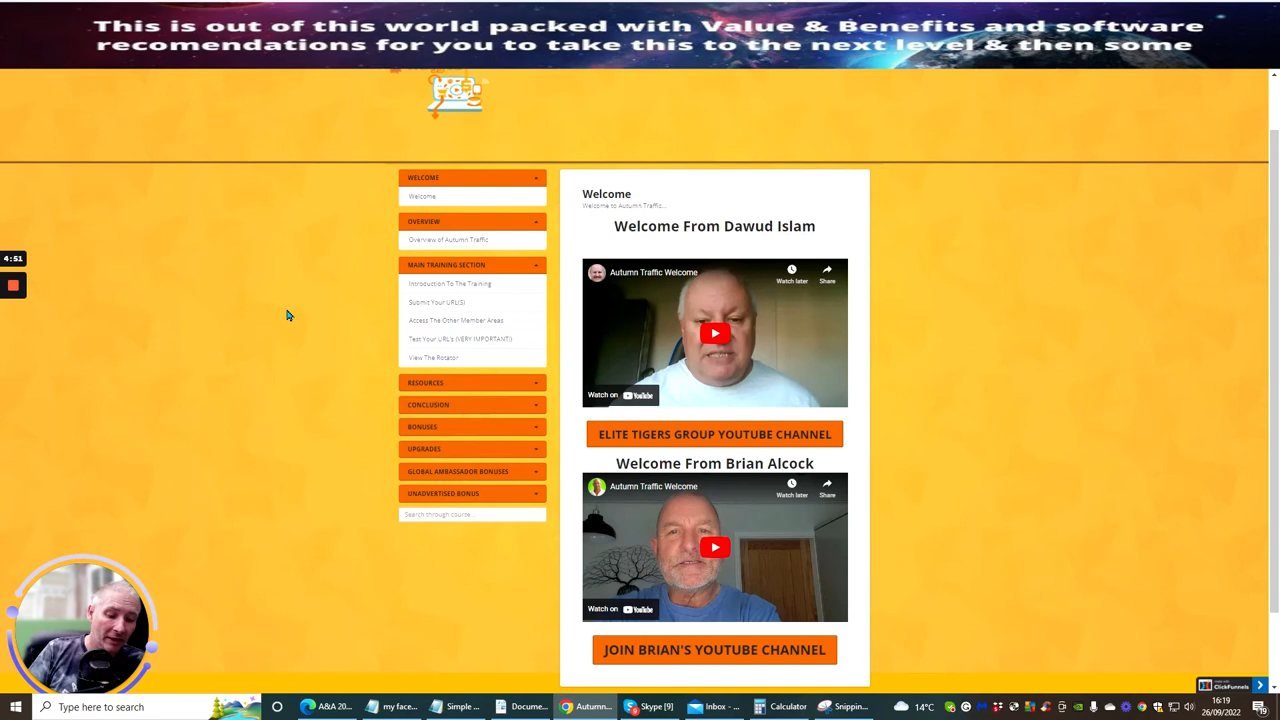 This is out of this world packed with Value & Benefits and software
recomendations for you to take this to the next level & then some
WELCOME
Welcome
OVERVIEW
Overview of Autumn Traffic
MAIN TRAINING SECTION
Introduction To The Training
Submit Your URL(S)
Access The Other Member Areas
Test Your URL's (VERY IMPORTANT!)
View The Rotator
RESOURCES
CONCLUSION
BONUSES
UPGRADES
GLOBAL AMBASSADOR BONUSES
UNADVERTISED BONUS
Search through course...
Welcome
Welcome to Autumn Traffic...
Welcome From Dawud Islam
Autumn Traffic Welcome
Watch later
Share
Watch on YouTube
ELITE TIGERS GROUP YOUTUBE CHANNEL
Welcome From Brian Alcock
Autumn Traffic Welcome
Watch later
Share
Watch on YouTube
JOIN BRIAN'S YOUTUBE CHANNEL
4:51
made with
ClickFunnels
Type here to search
A&A 20...
my face...
Simple ...
Docume...
Autumn...
Skype [9]
Inbox - ...
Calculator
Snippin...
14°C
16:19
26/09/2022